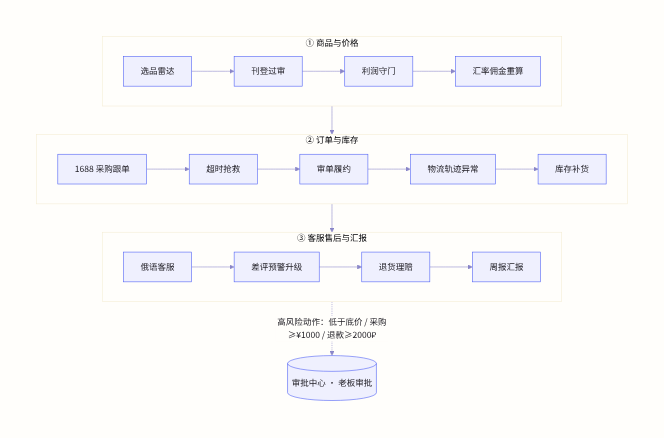 ① 商品与价格
选品雷达
刊登过审
利润守门
汇率佣金重算
② 订单与库存
1688 采购跟单
超时抢救
审单履约
物流轨迹异常
库存补货
③ 客服售后与汇报
俄语客服
差评预警升级
退货理赔
周报汇报
高风险动作：低于底价 / 采购
≥¥1000 / 退款≥2000₽
审批中心 · 老板审批